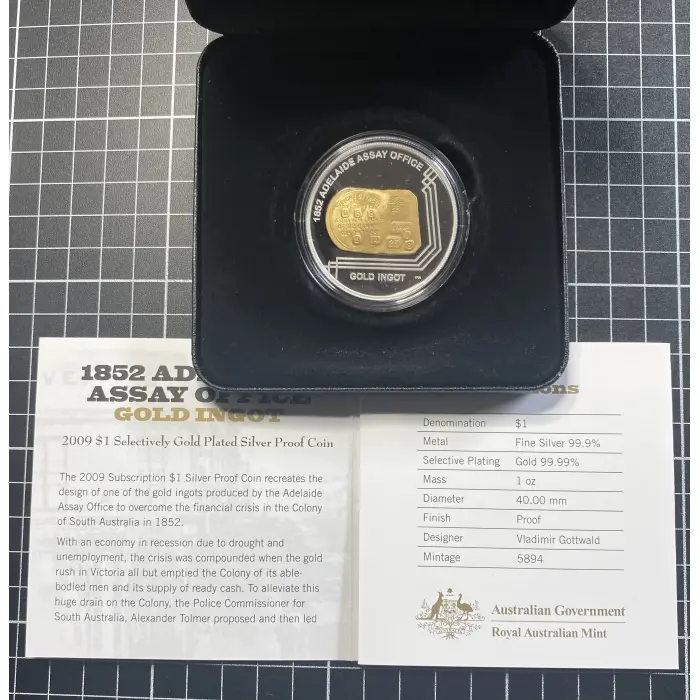 1852 ADELAIDE ASSAY OFFICE
GOLD INGOT
1852 AD
ASSAY OFFICE
GOLD INGOT
2009 $1 Selectively Gold Plated Silver Proof Coin
The 2009 Subscription $1 Silver Proof Coin recreates the
design of one of the gold ingots produced by the Adelaide
Assay Office to overcome the financial crisis in the Colony
of South Australia in 1852.
With an economy in recession due to drought and
unemployment, the crisis was compounded when the gold
rush in Victoria all but emptied the Colony of its able-
bodied men and its supply of ready cash. To alleviate this
huge drain on the Colony, the Police Commissioner for
South Australia, Alexander Tolmer proposed and then led
ons
Denomination $1
Metal Fine Silver 99.9%
Selective Plating Gold 99.99%
Mass 1 oz
Diameter 40.00 mm
Finish Proof
Designer Vladimir Gottwald
Mintage 5894
Australian Government
Royal Australian Mint